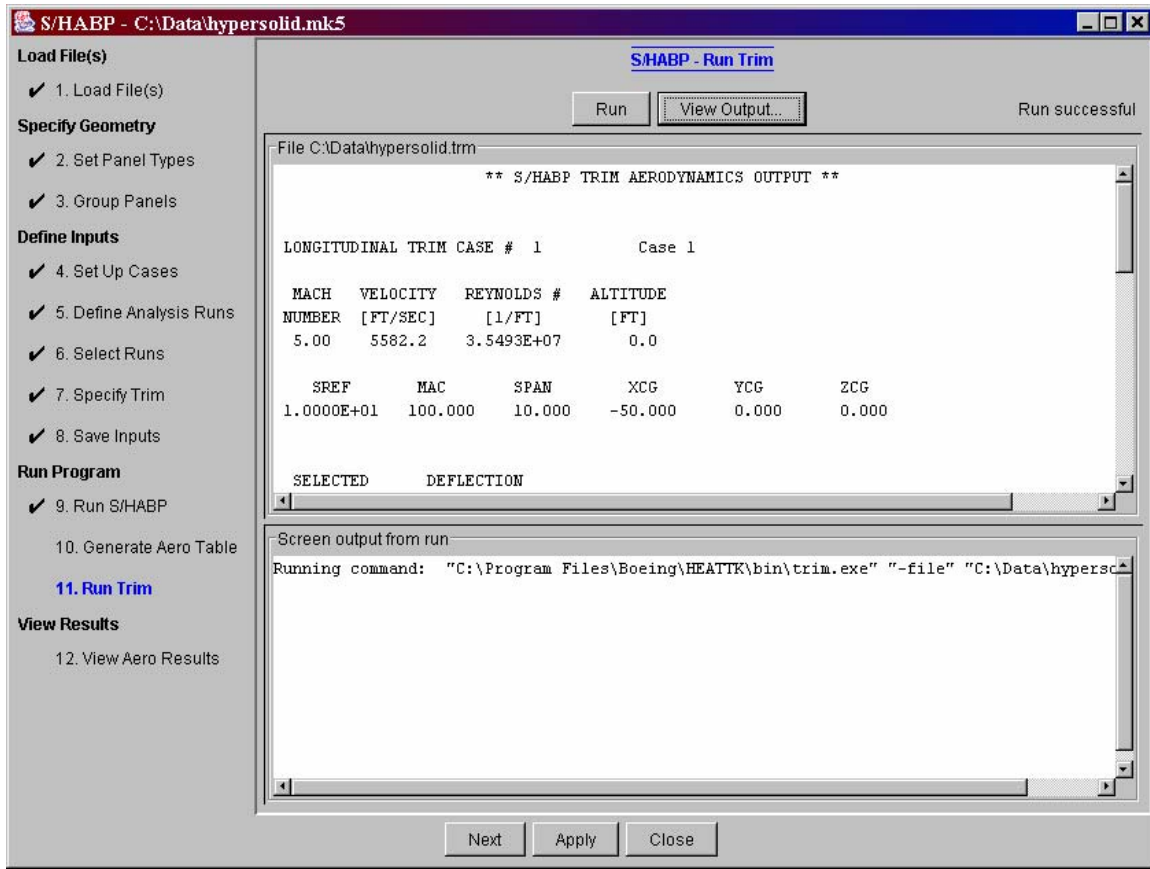 S/HABP - C:\Data\hypersolid.mk5
Load File(s)
✔ 1. Load File(s)
Specify Geometry
✔ 2. Set Panel Types
✔ 3. Group Panels
Define Inputs
✔ 4. Set Up Cases
✔ 5. Define Analysis Runs
✔ 6. Select Runs
✔ 7. Specify Trim
✔ 8. Save Inputs
Run Program
✔ 9. Run S/HABP
10. Generate Aero Table
11. Run Trim
View Results
12. View Aero Results
S/HABP - Run Trim
Run View Output... Run successful
File C:\Data\hypersolid.trm
** S/HABP TRIM AERODYNAMICS OUTPUT **
LONGITUDINAL TRIM CASE # 1 Case 1
MACH VELOCITY REYNOLDS # ALTITUDE
NUMBER [FT/SEC] [1/FT] [FT]
5.00 5582.2 3.5493E+07 0.0
SREF MAC SPAN XCG YCG ZCG
1.0000E+01 100.000 10.000 -50.000 0.000 0.000
SELECTED DEFLECTION
Screen output from run
Running command: "C:\Program Files\Boeing\HEATTK\bin\trim.exe" "-file" "C:\Data\hyperso
Next Apply Close